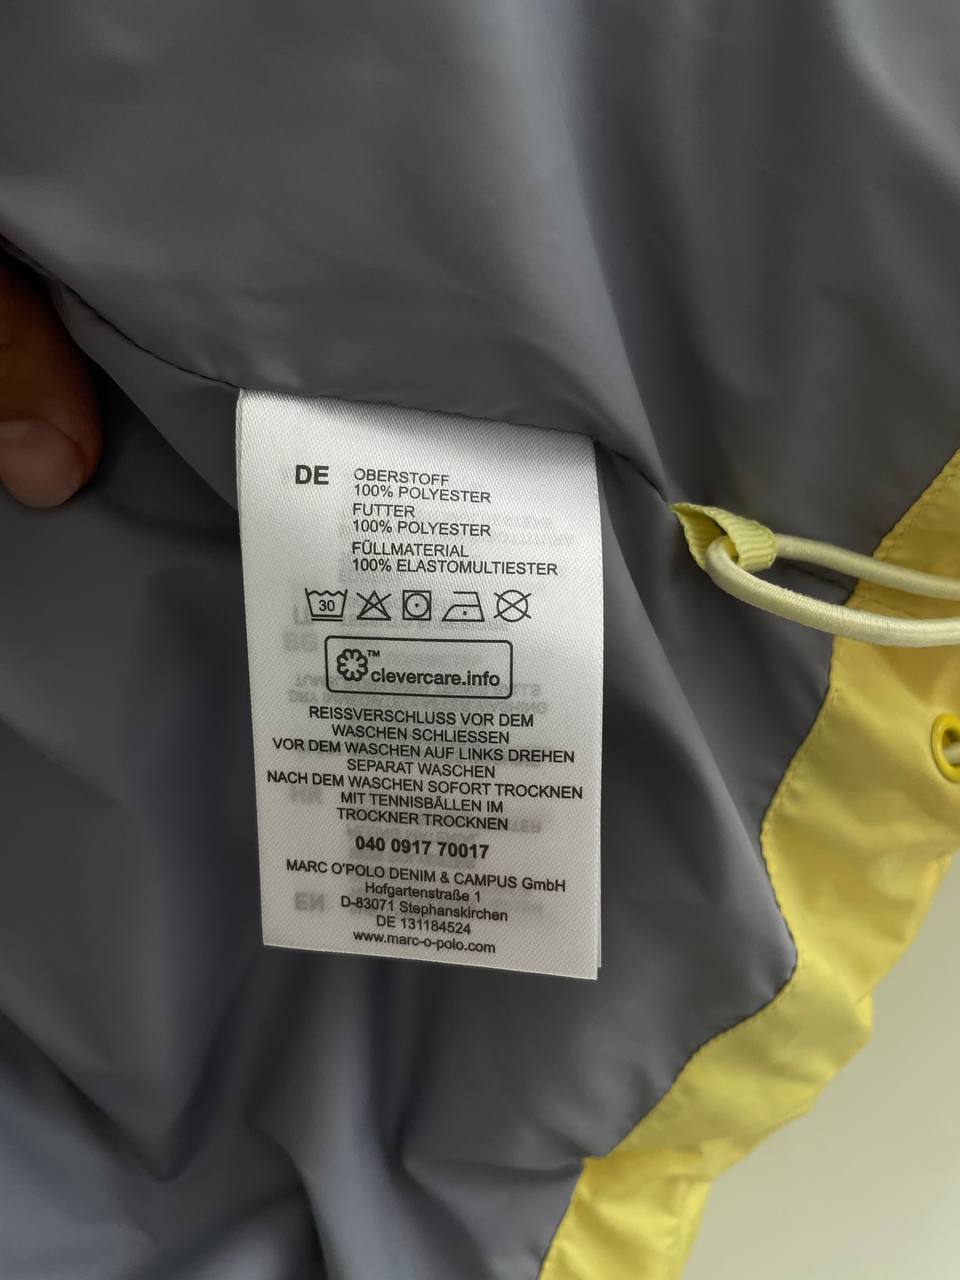 DE OBERSTOFF
100% POLYESTER
FUTTER
100% POLYESTER
FÜLLMATERIAL
100% ELASTOMULTIESTER
30
™
clevercare.info
REISSVERSCHLUSS VOR DEM
WASCHEN SCHLIESSEN
VOR DEM WASCHEN AUF LINKS DREHEN
SEPARAT WASCHEN
NACH DEM WASCHEN SOFORT TROCKNEN
MIT TENNISBÄLLEN IM
TROCKNER TROCKNEN
040 0917 70017
MARC O'POLO DENIM & CAMPUS GmbH
Hofgartenstraße 1
D-83071 Stephanskirchen
DE 131184524
www.marc-o-polo.com